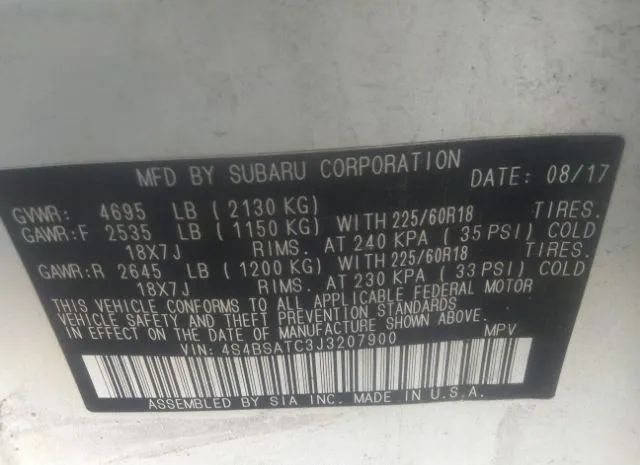 MFD BY SUBARU CORPORATION DATE: 08/17
GVWR: 4695 LB ( 2130 KG)
GAWR:F 2535 LB ( 1150 KG) WITH 225/60R18 TIRES.
18X7J RIMS. AT 240 KPA ( 35 PSI) COLD
GAWR:R 2645 LB ( 1200 KG) WITH 225/60R18 TIRES.
18X7J RIMS. AT 230 KPA ( 33 PSI) COLD
THIS VEHICLE CONFORMS TO ALL APPLICABLE FEDERAL MOTOR
VEHICLE SAFETY AND THEFT PREVENTION STANDARDS
IN EFFECT ON THE DATE OF MANUFACTURE SHOWN ABOVE.
VIN: 4S4BSATC3J3207900 MPV
ASSEMBLED BY SIA INC. MADE IN U.S.A.